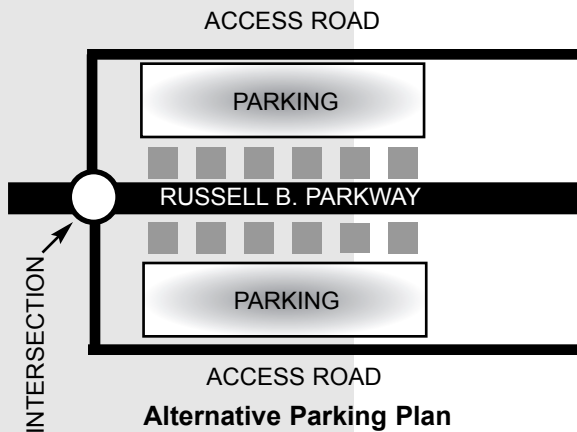 ACCESS ROAD
PARKING
RUSSELL B. PARKWAY
INTERSECTION
PARKING
ACCESS ROAD
Alternative Parking Plan